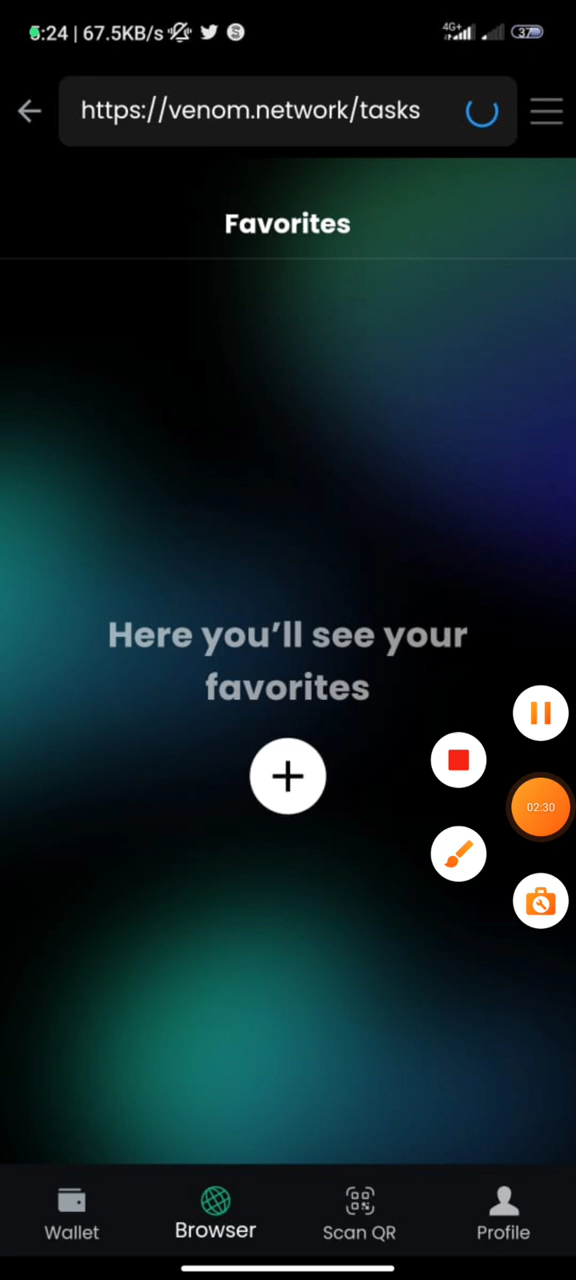 5:24 | 67.5KB/s 4G+ 37
https://venom.network/tasks
Favorites
Here you’ll see your
favorites
02:30
Wallet Browser Scan QR Profile